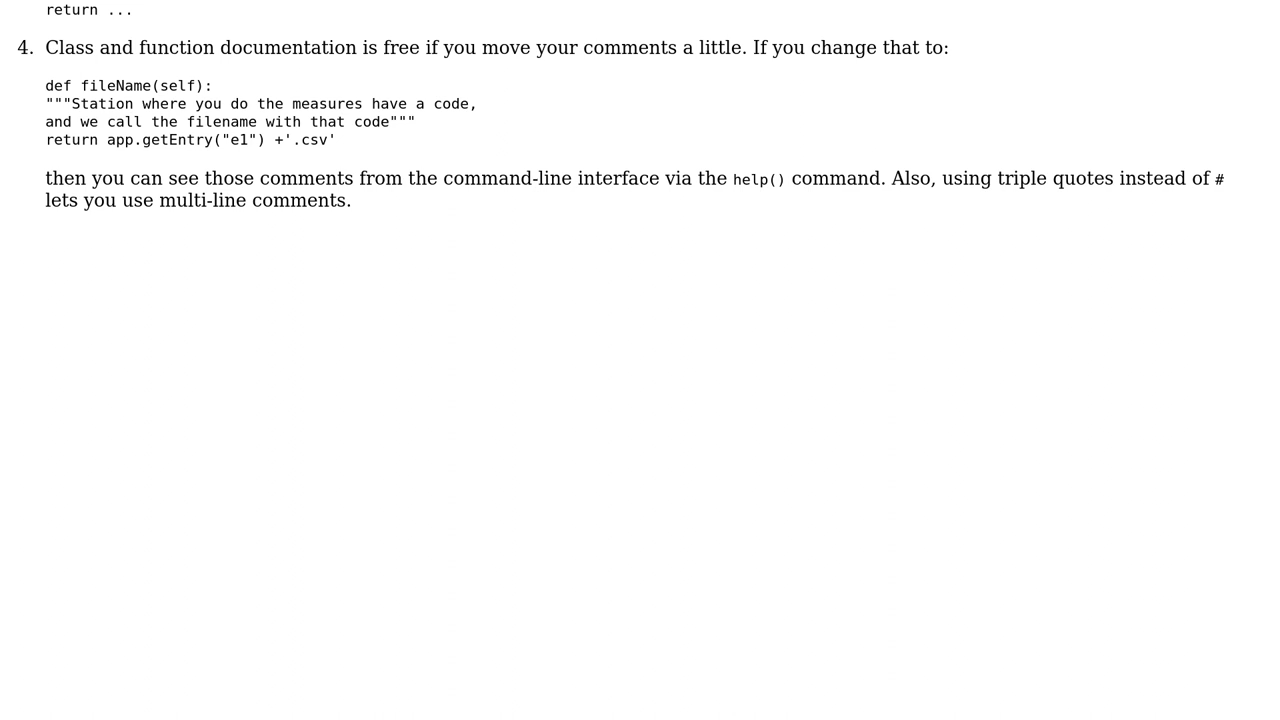 return ...
4. Class and function documentation is free if you move your comments a little. If you change that to:
def fileName(self):
"""Station where you do the measures have a code,
and we call the filename with that code"""
return app.getEntry("e1") +'.csv'
then you can see those comments from the command-line interface via the help() command. Also, using triple quotes instead of #
lets you use multi-line comments.